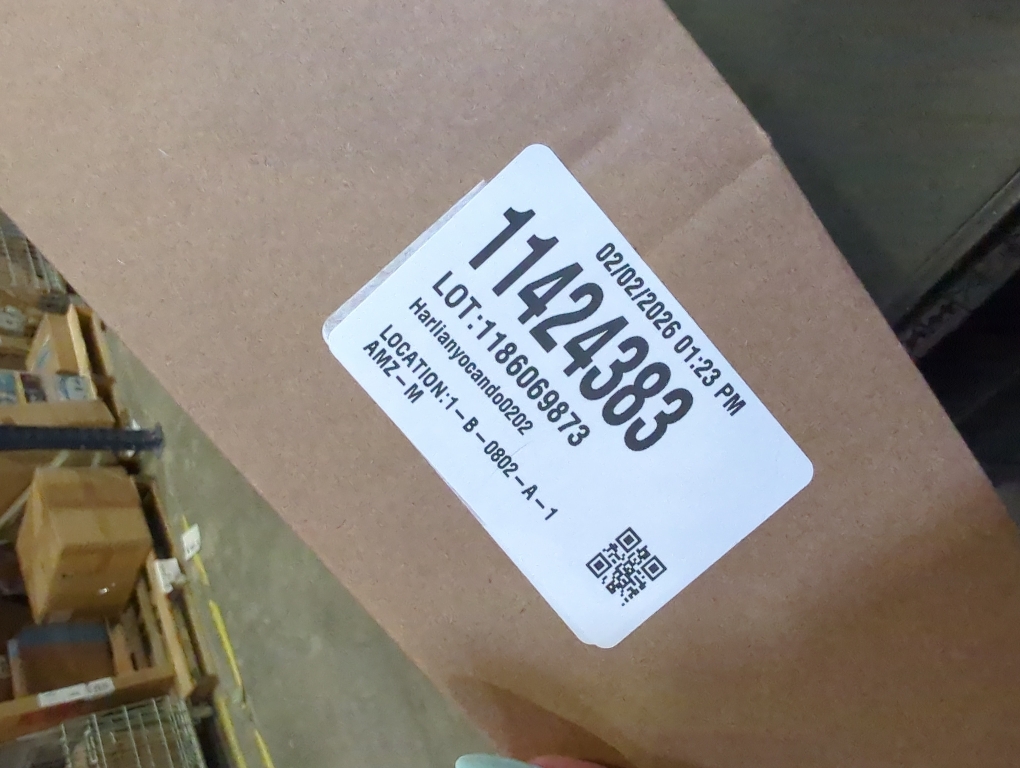 02/02/2026 01:23 PM
11424383
LOT:1186069873
Harlianyocando0202
LOCATION:1-B-0802-A-1
AMZ-M